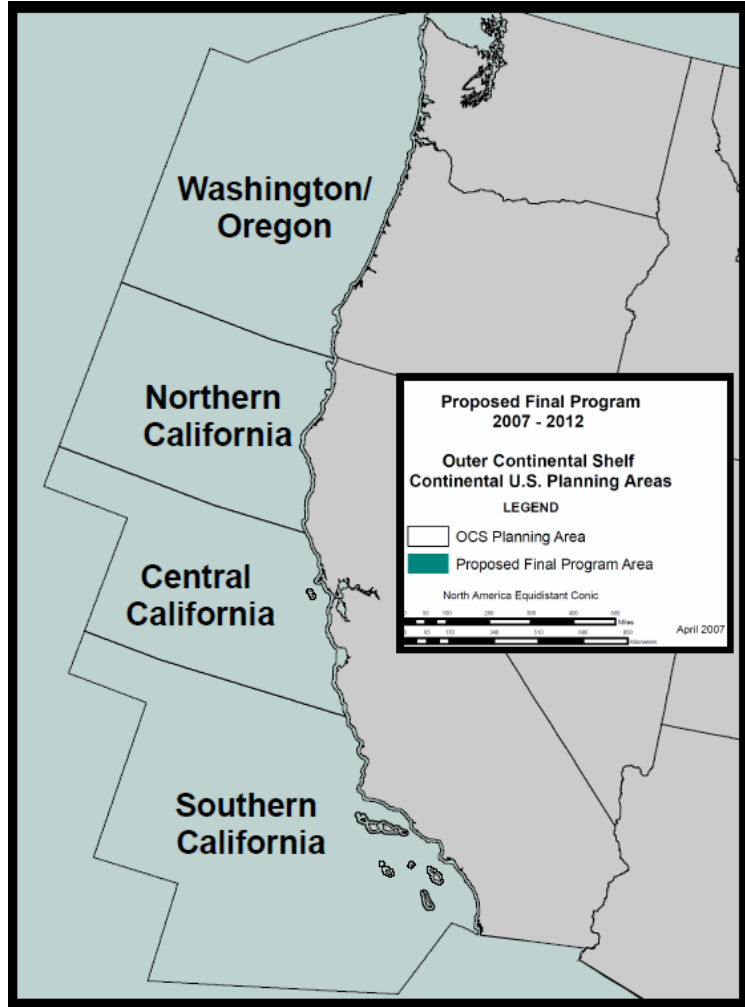 Washington/
Oregon
Northern
California
Central
California
Southern
California
Proposed Final Program
2007 - 2012
Outer Continental Shelf
Continental U.S. Planning Areas
LEGEND
OCS Planning Area
Proposed Final Program Area
North America Equidistant Conic
Miles
Kilometers
April 2007